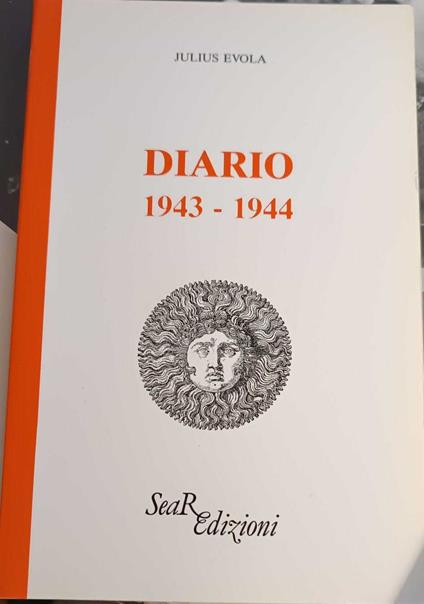 JULIUS EVOLA
DIARIO
1943 - 1944
SeaR
Edizioni